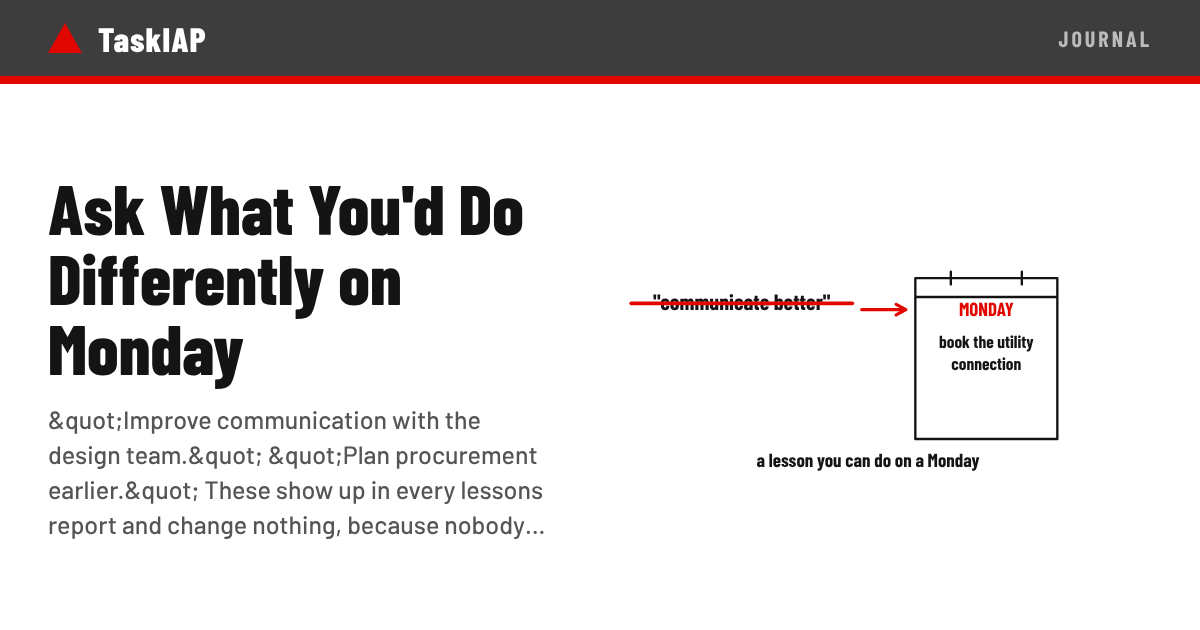 TaskIAP
JOURNAL
Ask What You'd Do
Differently on
Monday
&quot;Improve communication with the
design team.&quot; &quot;Plan procurement
earlier.&quot; These show up in every lessons
report and change nothing, because nobody...
"communicate better"
MONDAY
book the utility
connection
a lesson you can do on a Monday